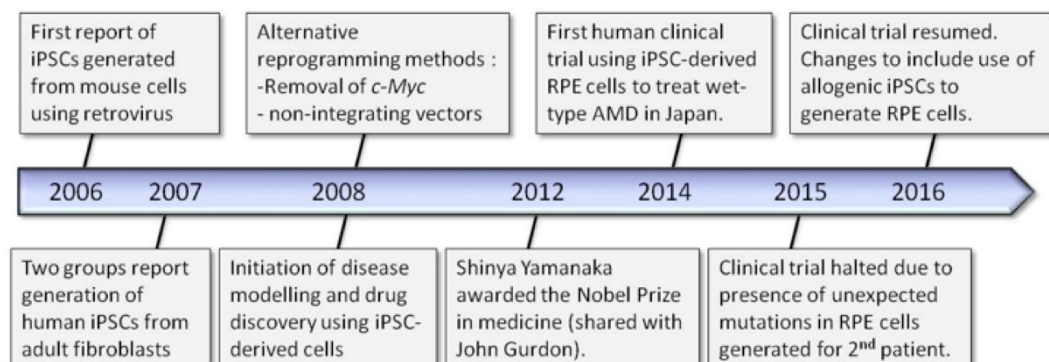 First report of
iPSCs generated
from mouse cells
using retrovirus
Alternative
reprogramming methods :
-Removal of c-Myc
- non-integrating vectors
First human clinical
trial using iPSC-derived
RPE cells to treat wet-
type AMD in Japan.
Clinical trial resumed.
Changes to include use of
allogenic iPSCs to
generate RPE cells.
2006 2007 2008 2012 2014 2015 2016
Two groups report
generation of
human iPSCs from
adult fibroblasts
Initiation of disease
modelling and drug
discovery using iPSC-
derived cells
Shinya Yamanaka
awarded the Nobel Prize
in medicine (shared with
John Gurdon).
Clinical trial halted due to
presence of unexpected
mutations in RPE cells
generated for 2nd patient.